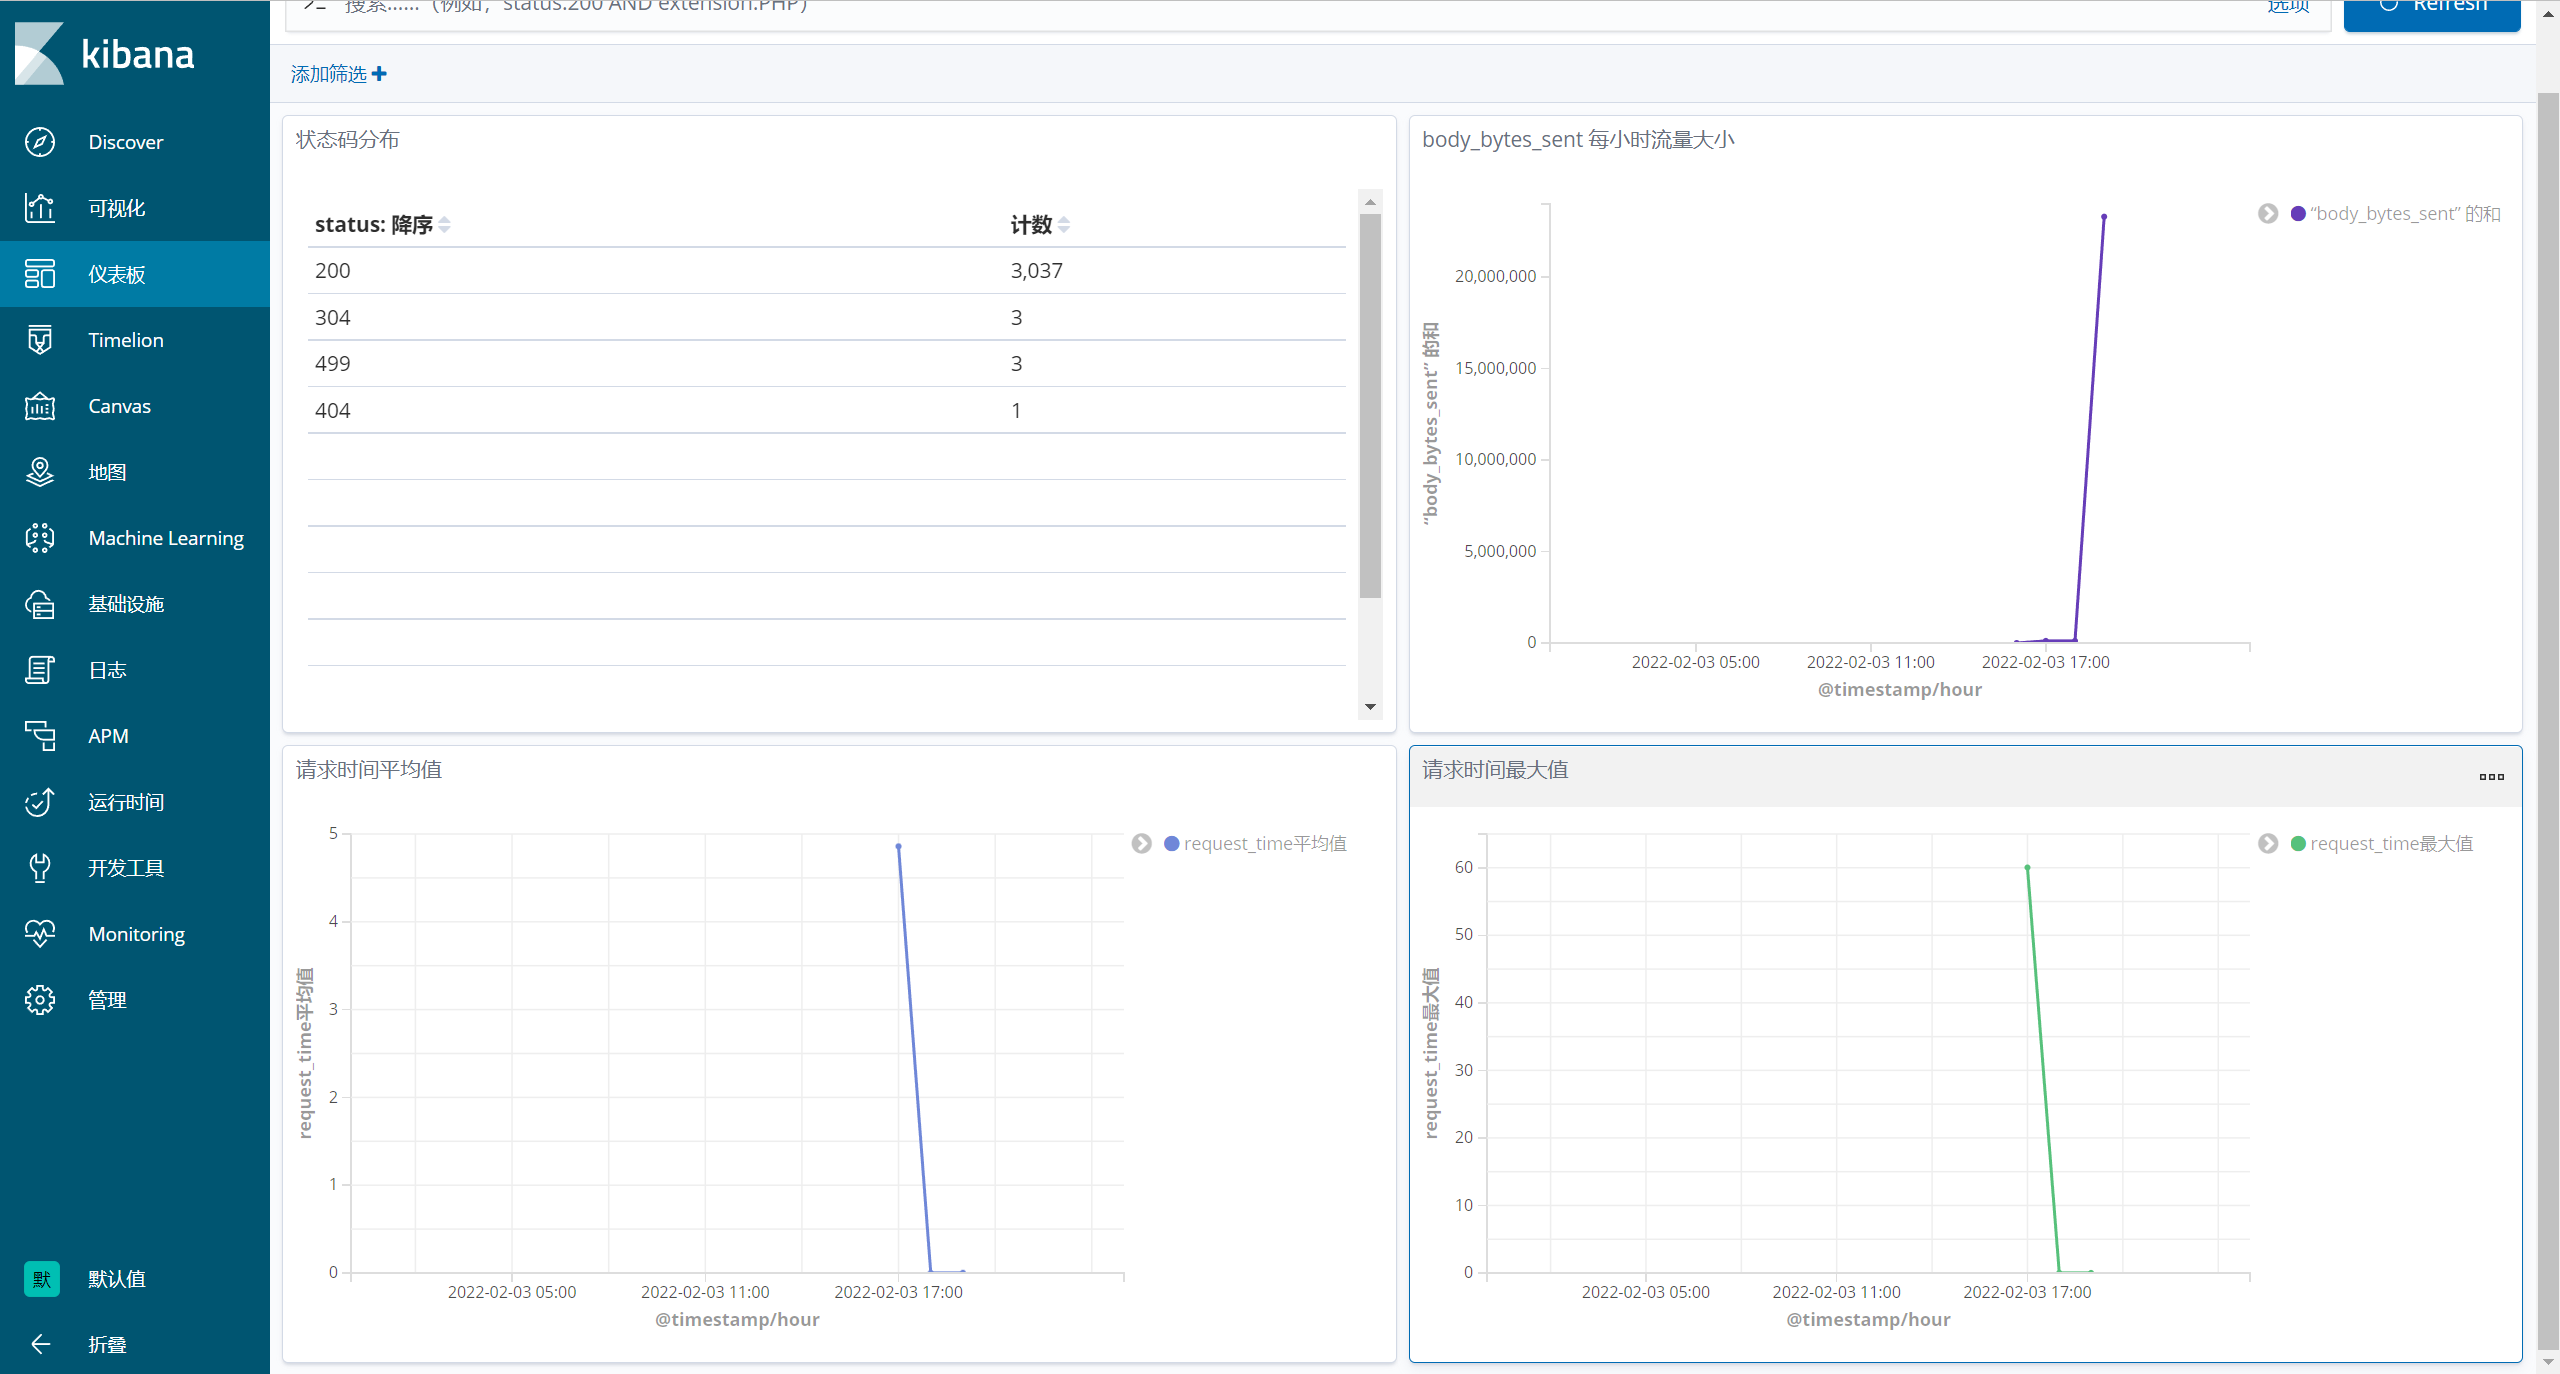 kibana
Discover
可视化
仪表板
Timelion
Canvas
地图
Machine Learning
基础设施
日志
APM
运行时间
开发工具
Monitoring
管理
默 默认值
折叠
>_ 搜索…… (例如，status:200 AND extension:PHP)
选项
Refresh
添加筛选
状态码分布
status: 降序 计数
200 3,037
304 3
499 3
404 1
body_bytes_sent 每小时流量大小
"body_bytes_sent" 的和
"body_bytes_sent" 的和
20,000,000
15,000,000
10,000,000
5,000,000
0
2022-02-03 05:00 2022-02-03 11:00 2022-02-03 17:00
@timestamp/hour
请求时间平均值
request_time平均值
request_time平均值
5
4
3
2
1
0
2022-02-03 05:00 2022-02-03 11:00 2022-02-03 17:00
@timestamp/hour
请求时间最大值
request_time最大值
request_time最大值
60
50
40
30
20
10
0
2022-02-03 05:00 2022-02-03 11:00 2022-02-03 17:00
@timestamp/hour